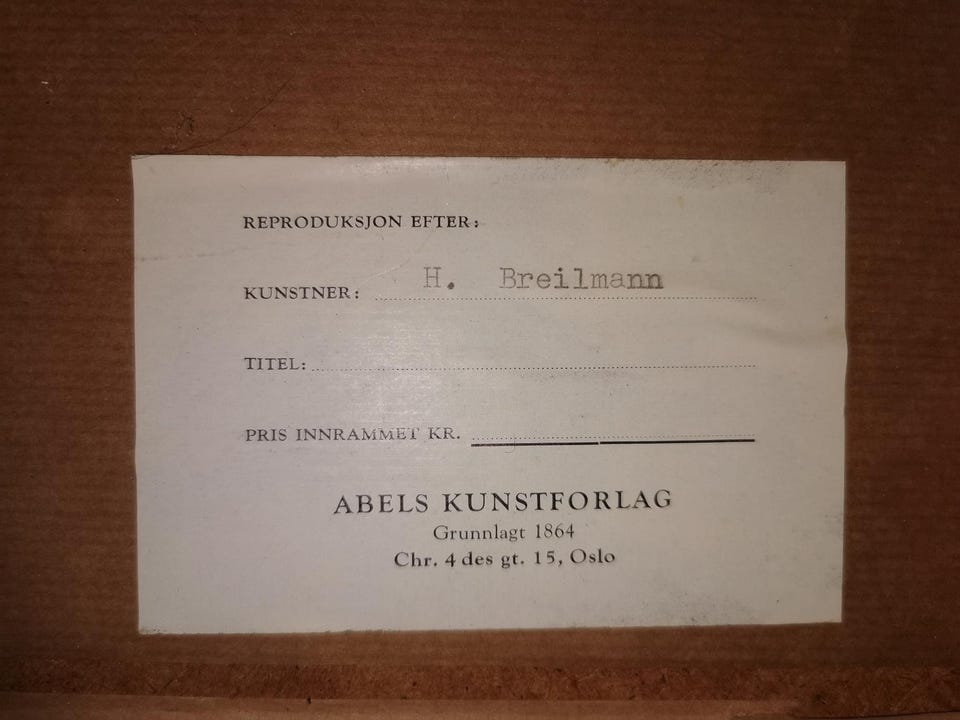 REPRODUKSJON EFTER:
KUNSTNER: H. Breilmann
TITEL:
PRIS INNRAMMET KR.
ABELS KUNSTFORLAG
Grunnlagt 1864
Chr. 4 des gt. 15, Oslo